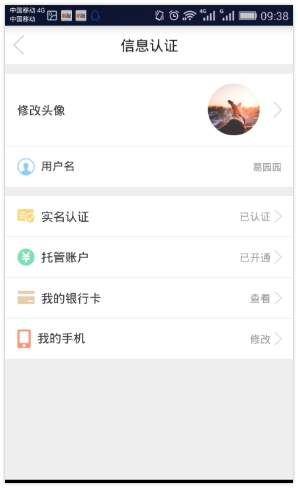 中国移动 4G
中国移动
4G
G
09:38
信息认证
修改头像
用户名 葛园园
实名认证 已认证
托管账户 已开通
我的银行卡 查看
我的手机 修改